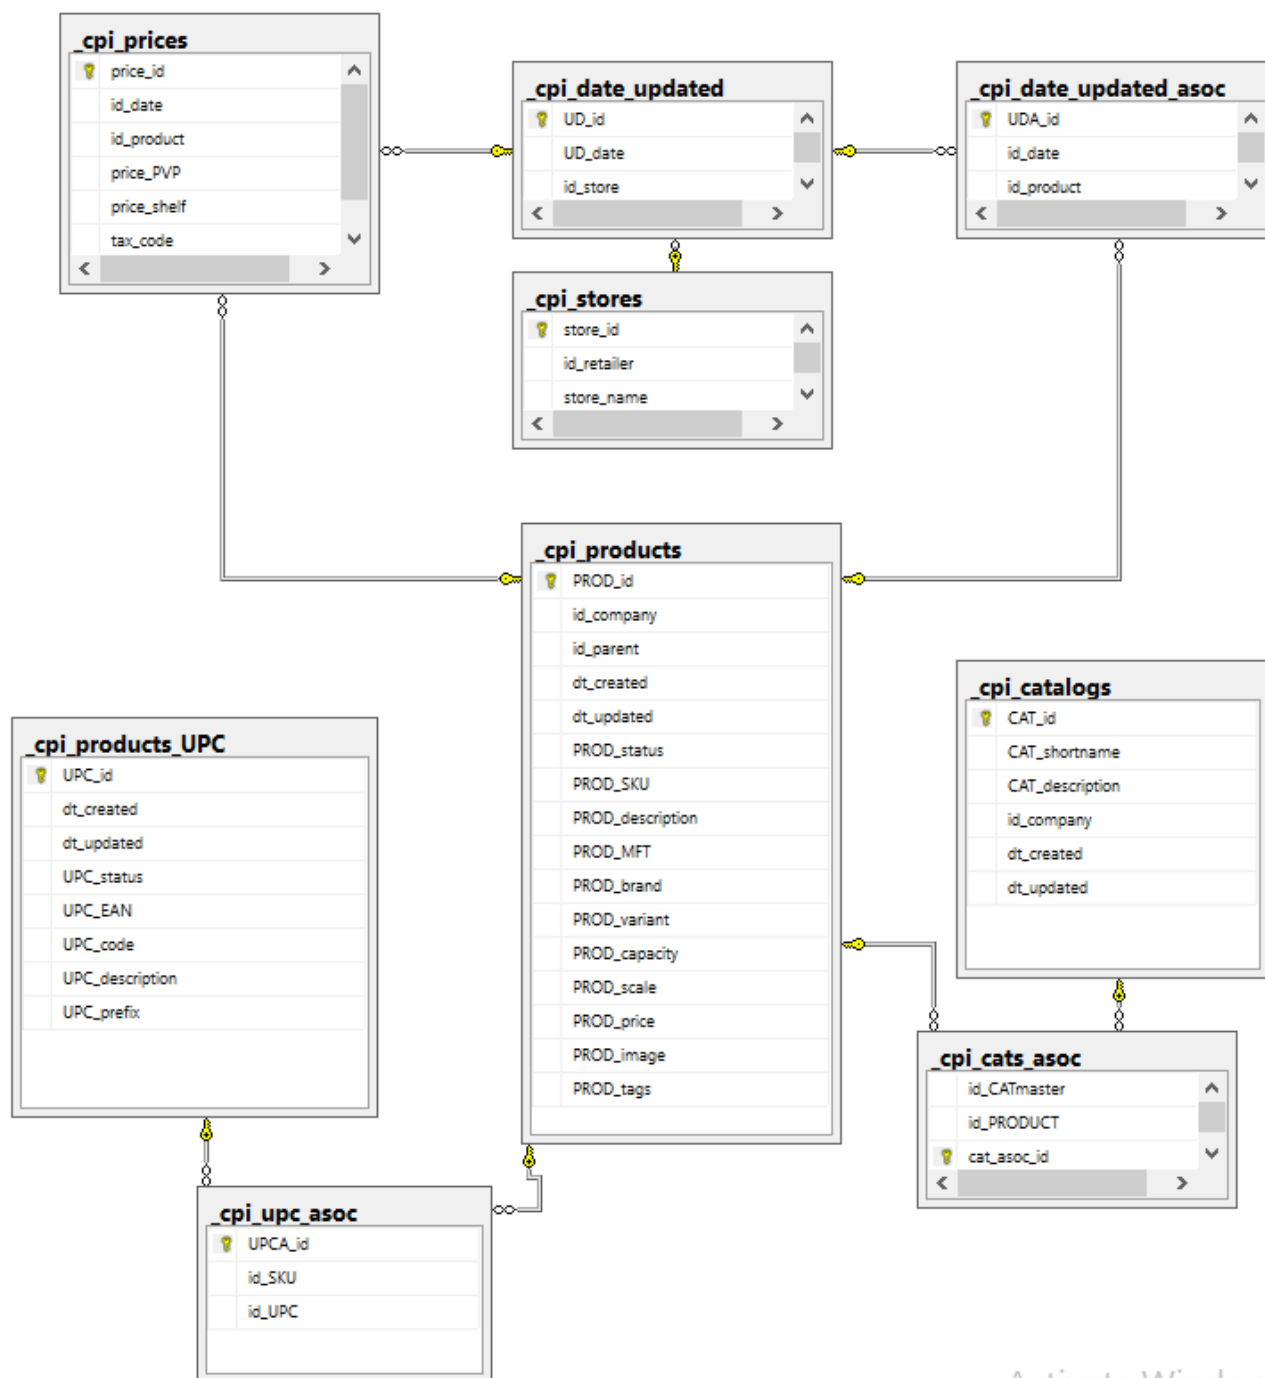 _cpi_prices
price_id
id_date
id_product
price_PVP
price_shelf
tax_code
_cpi_date_updated
UD_id
UD_date
id_store
_cpi_date_updated_asoc
UDA_id
id_date
id_product
_cpi_stores
store_id
id_retailer
store_name
_cpi_products
PROD_id
id_company
id_parent
dt_created
dt_updated
PROD_status
PROD_SKU
PROD_description
PROD_MFT
PROD_brand
PROD_variant
PROD_capacity
PROD_scale
PROD_price
PROD_image
PROD_tags
_cpi_catalogs
CAT_id
CAT_shortname
CAT_description
id_company
dt_created
dt_updated
_cpi_products_UPC
UPC_id
dt_created
dt_updated
UPC_status
UPC_EAN
UPC_code
UPC_description
UPC_prefix
_cpi_cats_asoc
id_CATmaster
id_PRODUCT
cat_asoc_id
_cpi_upc_asoc
UPCA_id
id_SKU
id_UPC